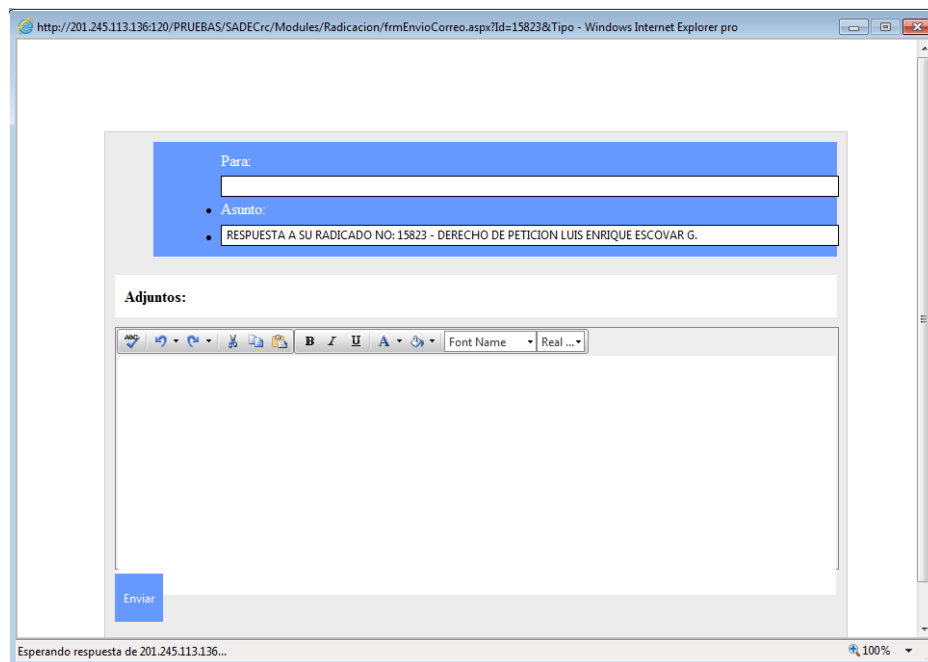 http://201.245.113.136:120/PRUEBAS/SADECrc/Modules/Radicacion/frmEnvioCorreo.aspx?Id=15823&Tipo - Windows Internet Explorer pro
Para:
Asunto:
RESPUESTA A SU RADICADO NO: 15823 - DERECHO DE PETICION LUIS ENRIQUE ESCOVAR G.
Adjuntos:
ABC B I U A Font Name Real ...
Enviar
Esperando respuesta de 201.245.113.136... 100%